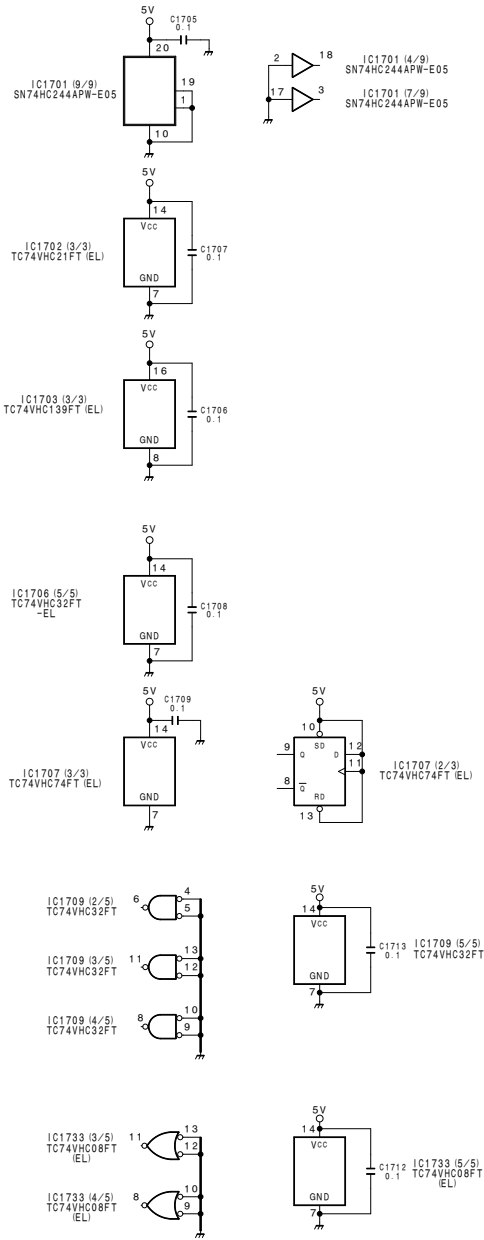 5V
C1705
0.1
20
IC1701 (9/9)
SN74HC244APW-E05
19
1
10
2
18
IC1701 (4/9)
SN74HC244APW-E05
17
3
IC1701 (7/9)
SN74HC244APW-E05
5V
14
Vcc
IC1702 (3/3)
TC74VHC21FT (EL)
C1707
0.1
GND
7
5V
16
Vcc
IC1703 (3/3)
TC74VHC139FT (EL)
C1706
0.1
GND
8
5V
14
Vcc
IC1706 (5/5)
TC74VHC32FT
-EL
C1708
0.1
GND
7
5V
C1709
0.1
14
Vcc
IC1707 (3/3)
TC74VHC74FT (EL)
GND
7
5V
10
SD
9
Q
D
12
11
8
Q
RD
13
IC1707 (2/3)
TC74VHC74FT (EL)
IC1709 (2/5)
TC74VHC32FT
6
4
5
IC1709 (3/5)
TC74VHC32FT
11
13
12
IC1709 (4/5)
TC74VHC32FT
8
10
9
5V
14
Vcc
C1713
0.1
IC1709 (5/5)
TC74VHC32FT
GND
7
IC1733 (3/5)
TC74VHC08FT
(EL)
11
13
12
IC1733 (4/5)
TC74VHC08FT
(EL)
8
10
9
5V
14
Vcc
C1712
0.1
IC1733 (5/5)
TC74VHC08FT
(EL)
GND
7